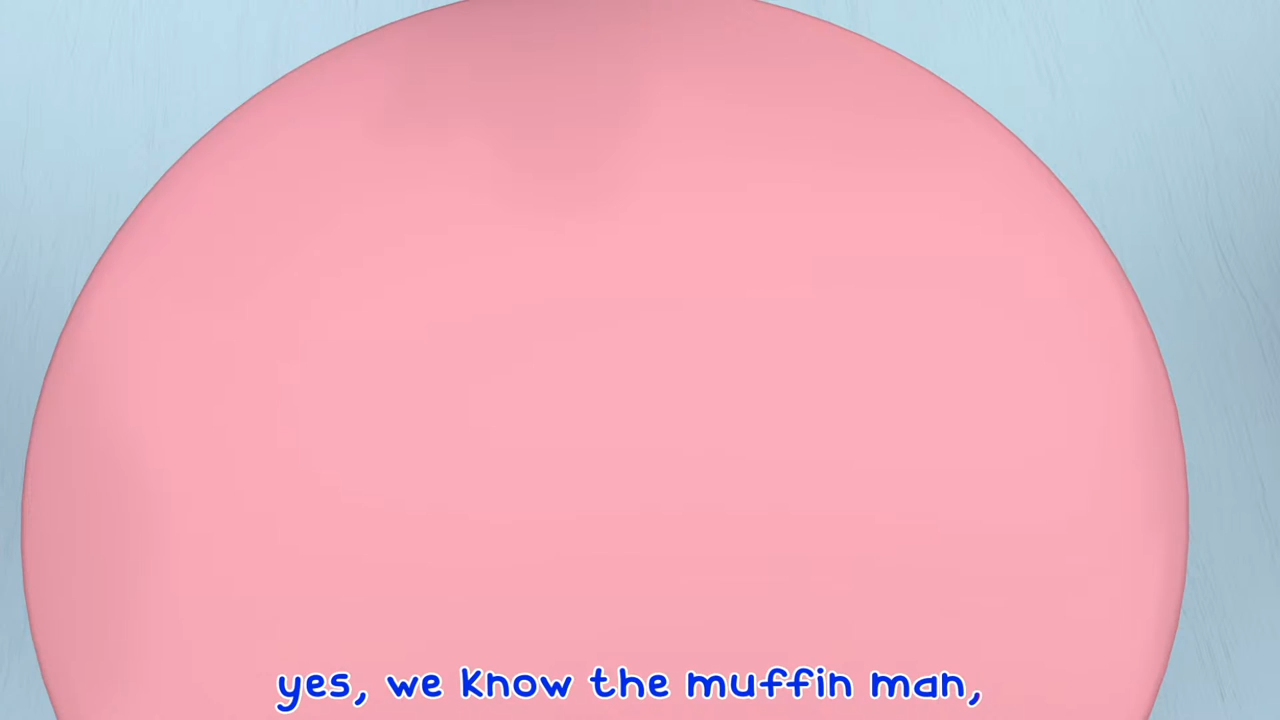 yes, we know the muffin man,